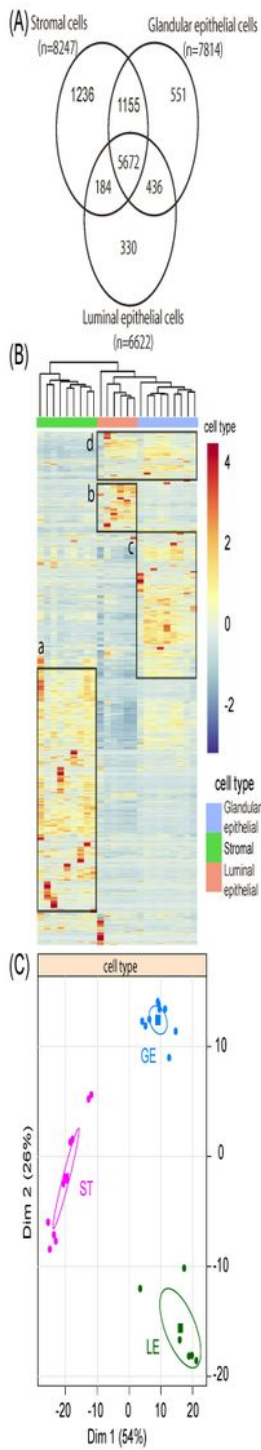 (A)
Stromal cells
(n=8247)
Glandular epithelial cells
(n=7814)
1236
1155
551
5672
184
436
330
Luminal epithelial cells
(n=6622)
(B)
cell type
d
b
c
a
4
2
0
-2
cell type
Glandular
epithelial
Stromal
Luminal
epithelial
(C)
cell type
GE
ST
LE
10
0
-10
-20
Dim 2 (26%)
-20
-10
0
10
20
Dim 1 (54%)